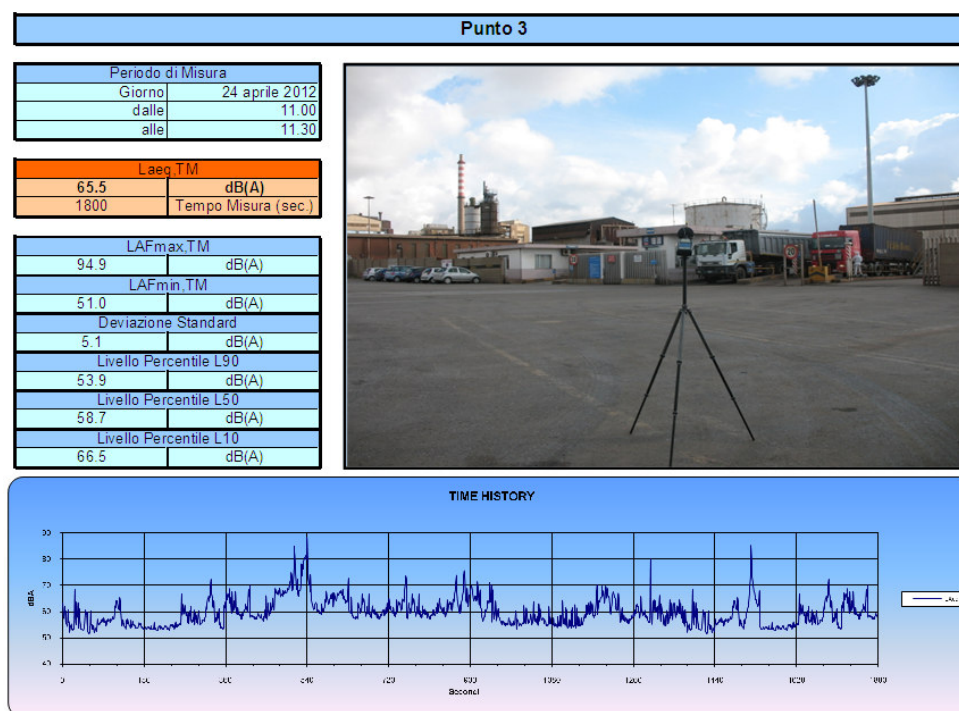 Punto 3
Periodo di Misura
Giorno 24 aprile 2012
dalle 11.00
alle 11.30
Laeq,TM
65.5 dB(A)
1800 Tempo Misura (sec.)
LAFmax,TM
94.9 dB(A)
LAFmin,TM
51.0 dB(A)
Deviazione Standard
5.1 dB(A)
Livello Percentile L90
53.9 dB(A)
Livello Percentile L50
58.7 dB(A)
Livello Percentile L10
66.5 dB(A)
TIME HISTORY
90
80
70
60
50
40
dBA
0 720 1440 1800